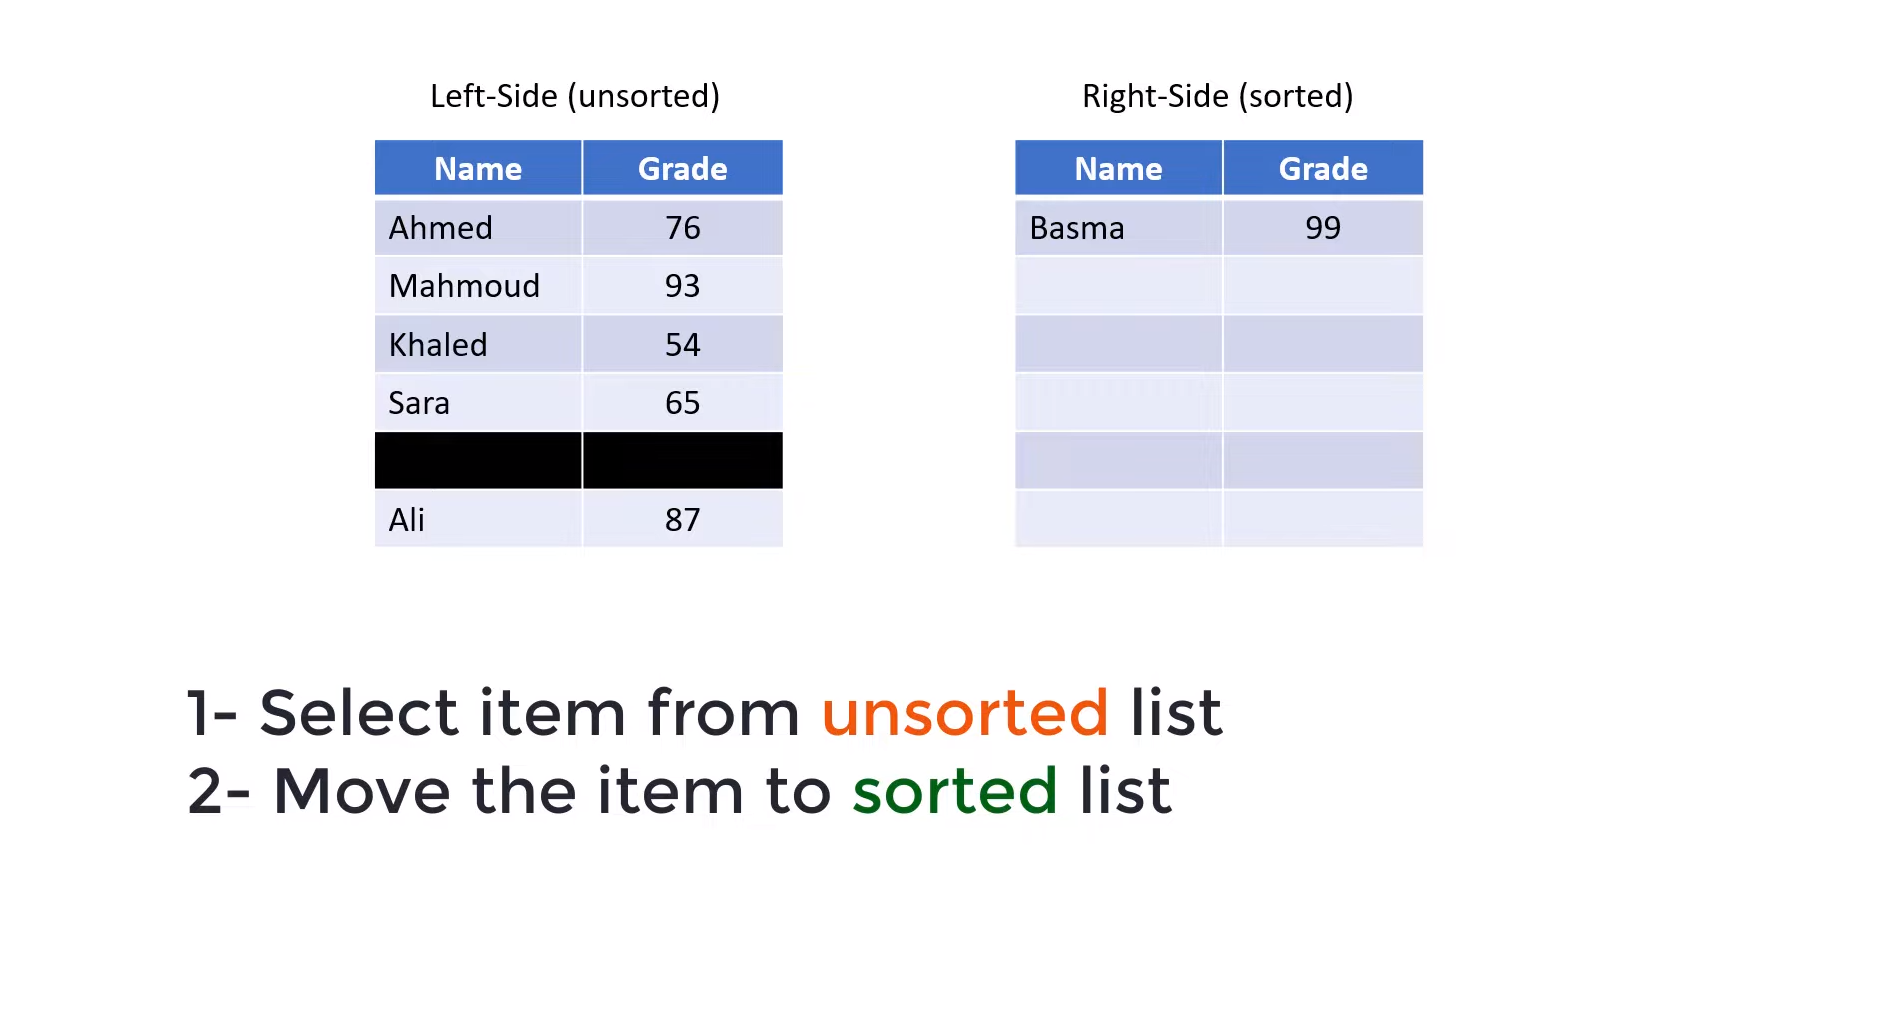 Left-Side (unsorted)
Name Grade
Ahmed 76
Mahmoud 93
Khaled 54
Sara 65
Ali 87
Right-Side (sorted)
Name Grade
Basma 99
1- Select item from unsorted list
2- Move the item to sorted list